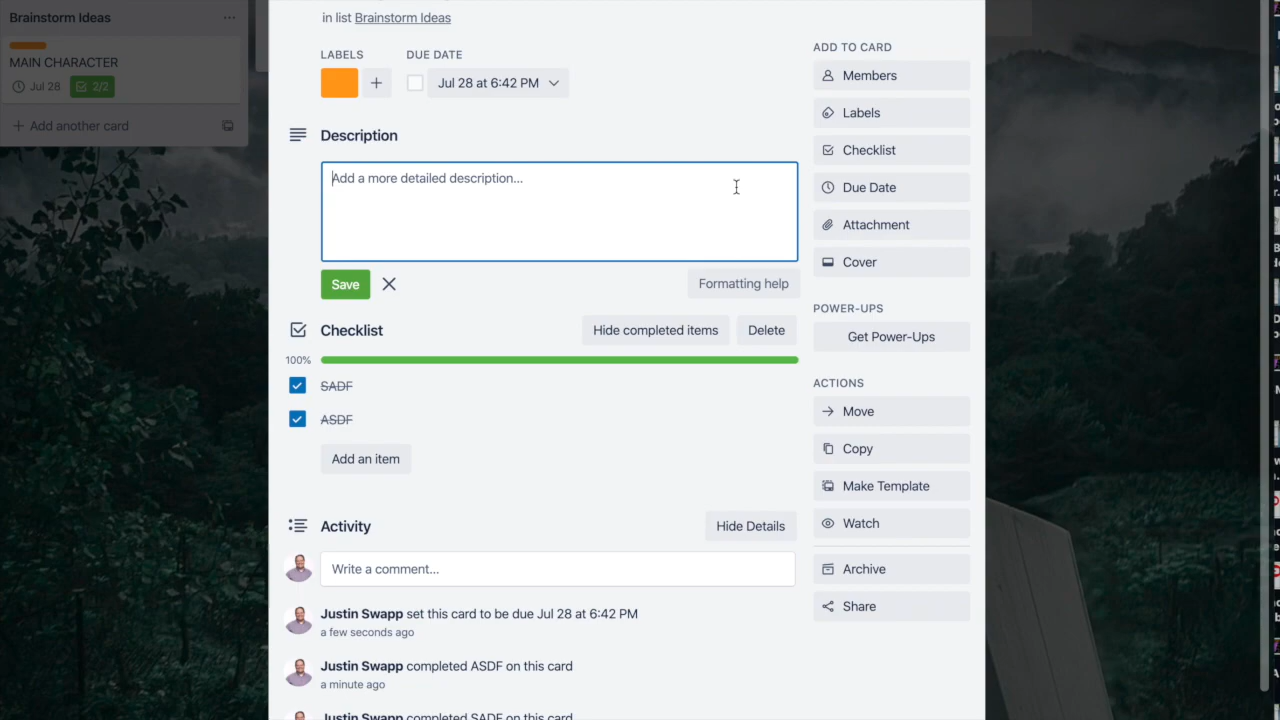 Brainstorm Ideas
MAIN CHARACTER
Jul 28
2/2
Add another card
in list Brainstorm Ideas
LABELS
DUE DATE
Jul 28 at 6:42 PM
Description
Add a more detailed description...
Save
Formatting help
Checklist
Hide completed items
Delete
100%
SADF
ASDF
Add an item
Activity
Hide Details
Write a comment...
Justin Swapp set this card to be due Jul 28 at 6:42 PM
a few seconds ago
Justin Swapp completed ASDF on this card
a minute ago
Justin Swapp completed SADF on this card
ADD TO CARD
Members
Labels
Checklist
Due Date
Attachment
Cover
POWER-UPS
Get Power-Ups
ACTIONS
Move
Copy
Make Template
Watch
Archive
Share